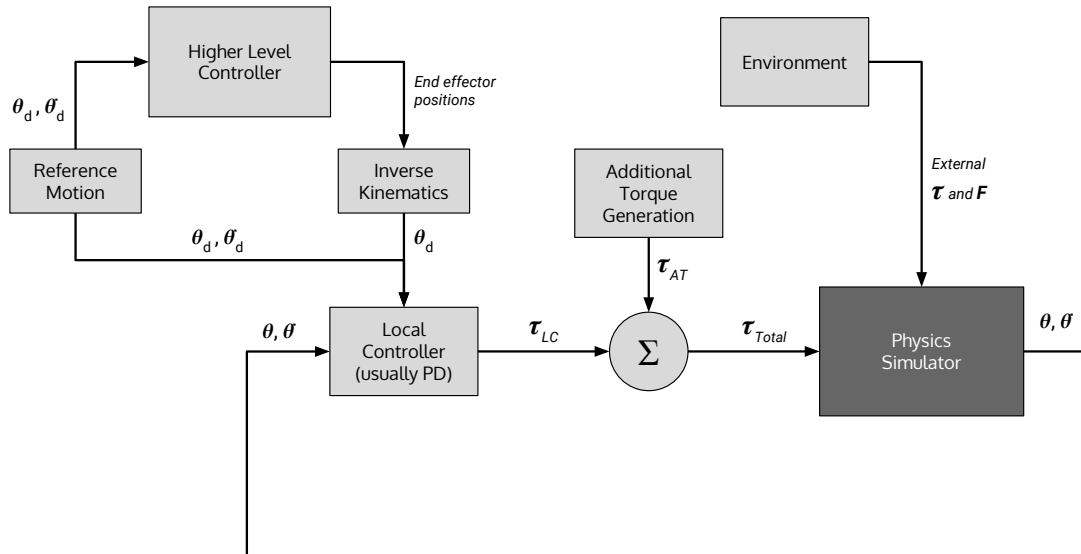 Higher Level
Controller
Environment
End effector
positions
θd, θ̇d
Reference
Motion
Inverse
Kinematics
Additional
Torque
Generation
External
τ and F
θd, θ̇d
θd
τAT
θ, θ̇
Local
Controller
(usually PD)
τLC
Σ
τTotal
Physics
Simulator
θ, θ̇